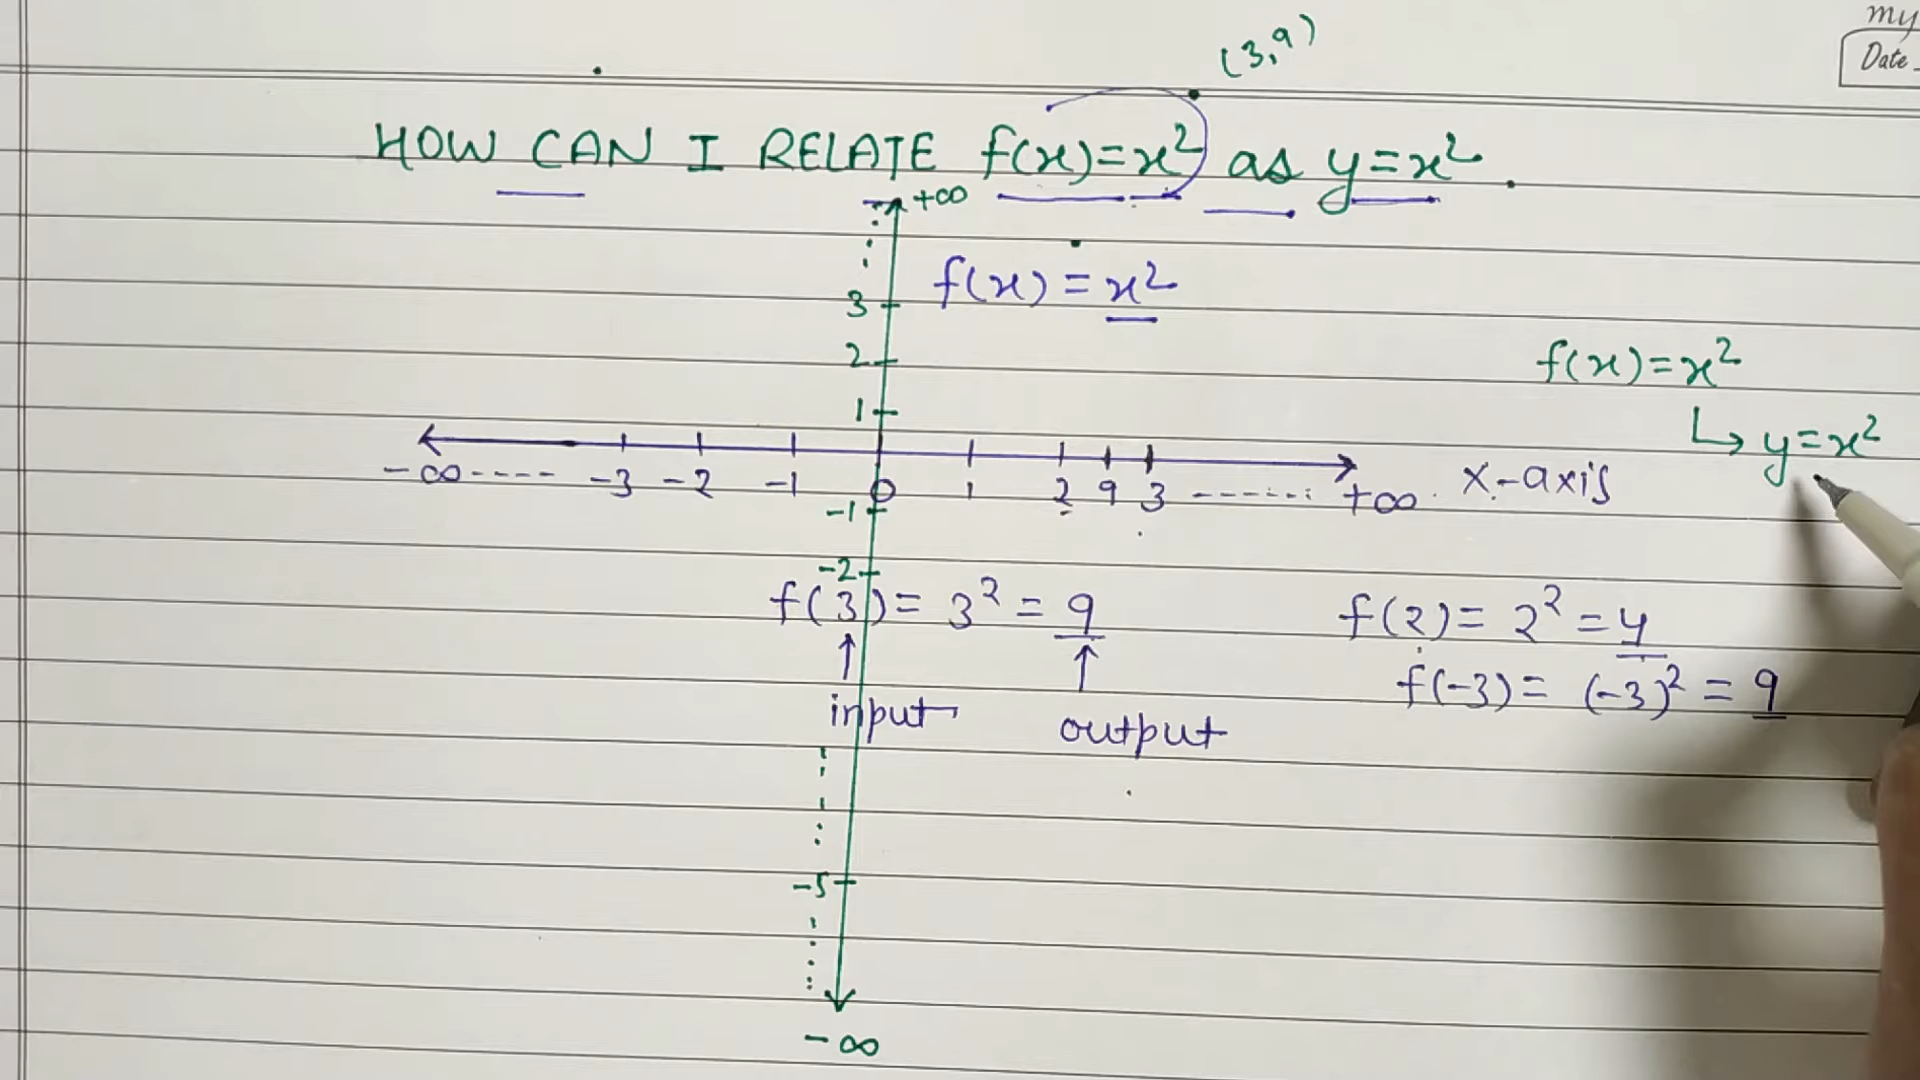 my
Date
(3,9)
HOW CAN I RELATE f(x)=x² as y=x².
+∞
f(x) = x²
3
2
1
f(x)=x²
↳ y=x²
-∞---- -3 -2 -1 0 1 2 9 3 ------ +∞ x-axis
-1
-2
f(3)= 3² = 9
f(2)= 2² = 4
f(-3)= (-3)² = 9
input
output
-5
-∞